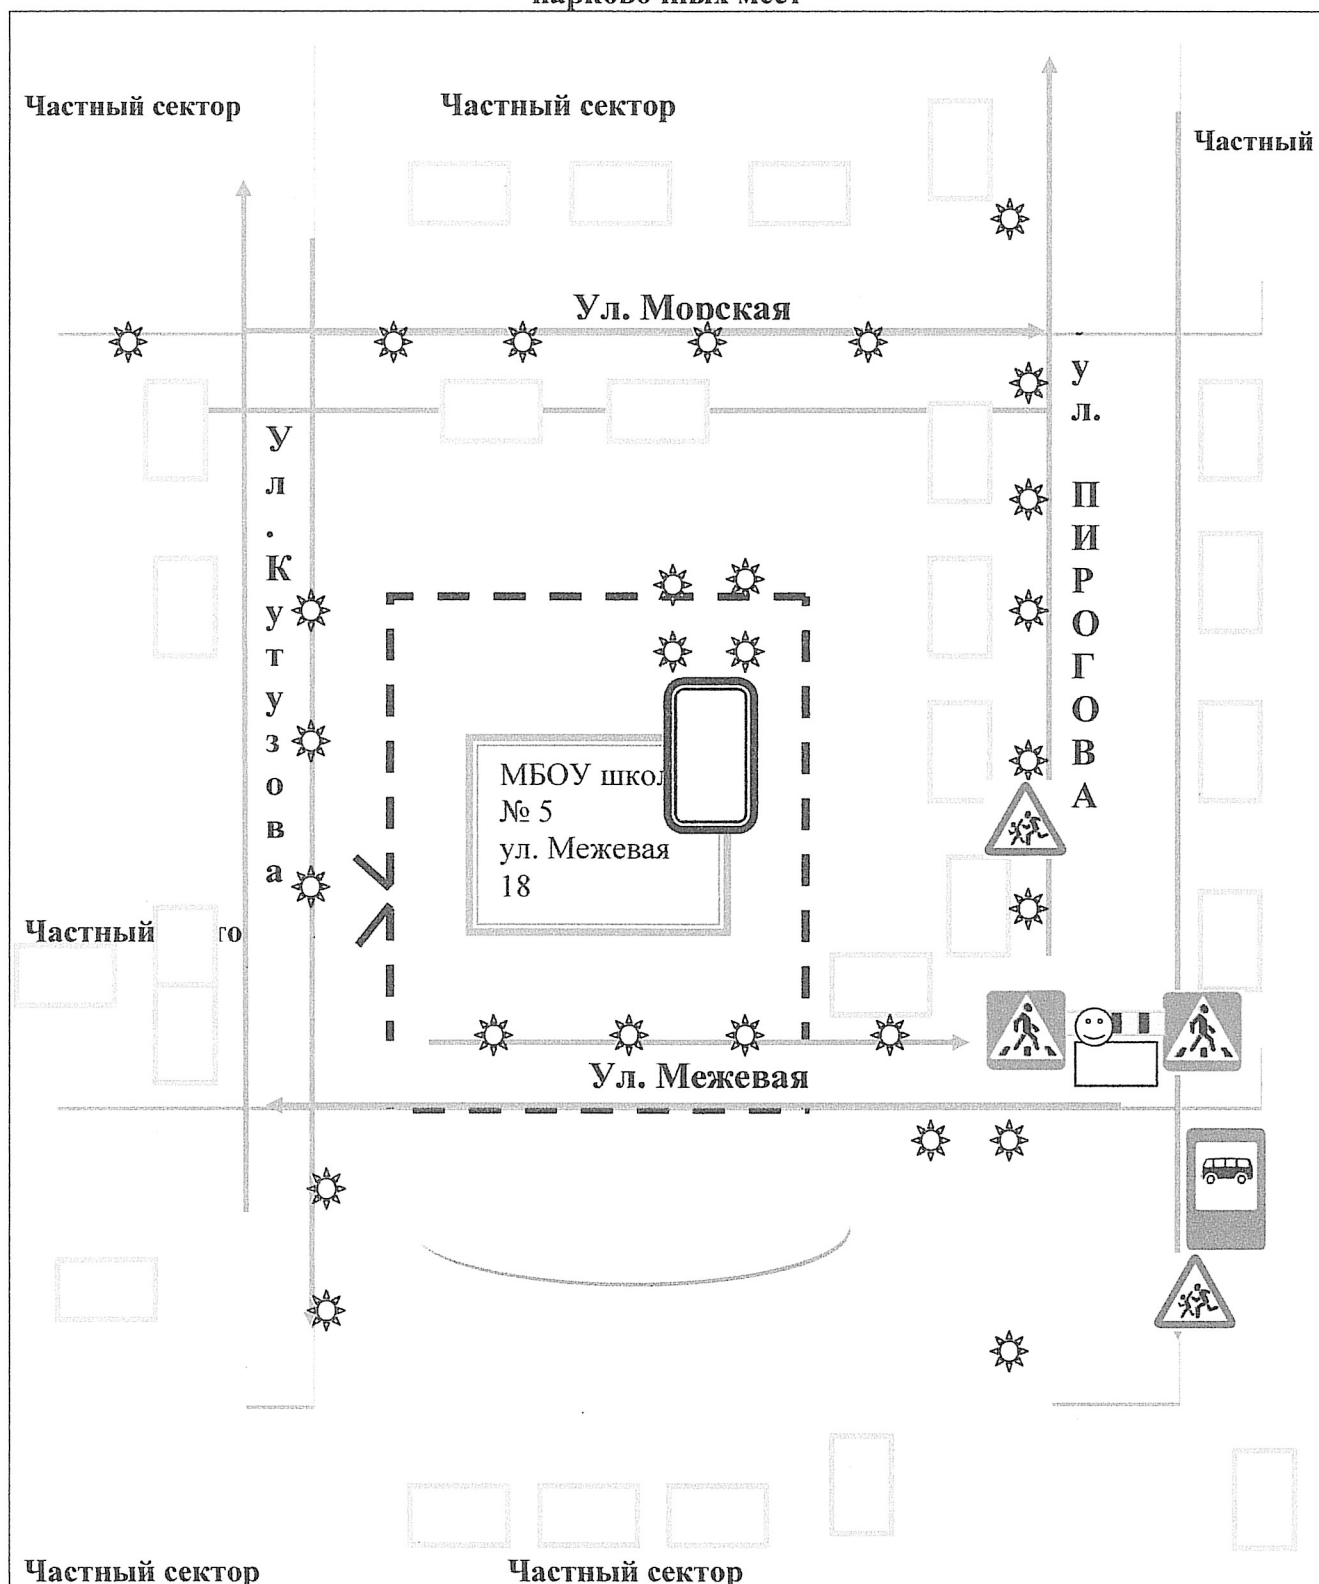 парковочных мест
Частный сектор
Частный сектор
Частный
Ул. Морская
ул. ПИРОГОВА
Ул.Кутузова
МБОУ школ
№ 5
ул. Межевая
18
Частный
то
Ул. Межевая
Частный сектор
Частный сектор